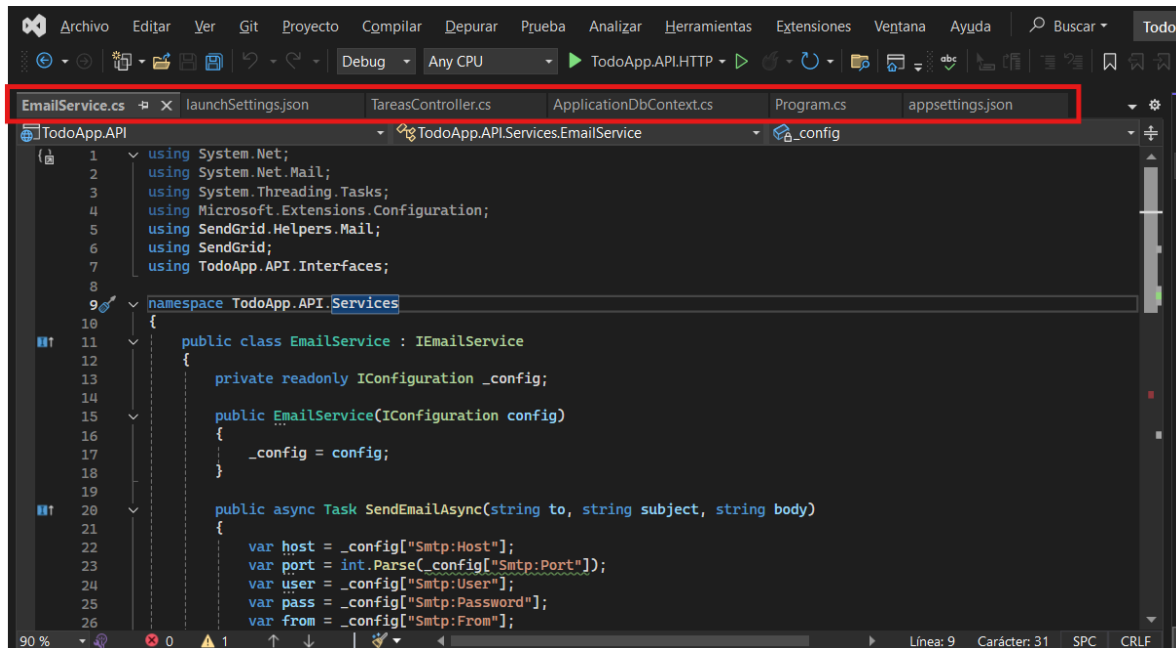 Archivo Editar Ver Git Proyecto Compilar Depurar Prueba Analizar Herramientas Extensiones Ventana Ayuda Buscar Todo
Debug Any CPU TodoApp.API.HTTP abc
EmailService.cs launchSettings.json TareasController.cs ApplicationDbContext.cs Program.cs appsettings.json
TodoApp.API TodoApp.API.Services.EmailService _config
1 using System.Net;
2 using System.Net.Mail;
3 using System.Threading.Tasks;
4 using Microsoft.Extensions.Configuration;
5 using SendGrid.Helpers.Mail;
6 using SendGrid;
7 using TodoApp.API.Interfaces;
8
9 namespace TodoApp.API.Services
10 {
11 public class EmailService : IEmailService
12 {
13 private readonly IConfiguration _config;
14
15 public EmailService(IConfiguration config)
16 {
17 _config = config;
18 }
19
20 public async Task SendEmailAsync(string to, string subject, string body)
21 {
22 var host = _config["Smtp:Host"];
23 var port = int.Parse(_config["Smtp:Port"]);
24 var user = _config["Smtp:User"];
25 var pass = _config["Smtp:Password"];
26 var from = _config["Smtp:From"];
90 % 0 1 Línea: 9 Carácter: 31 SPC CRLF